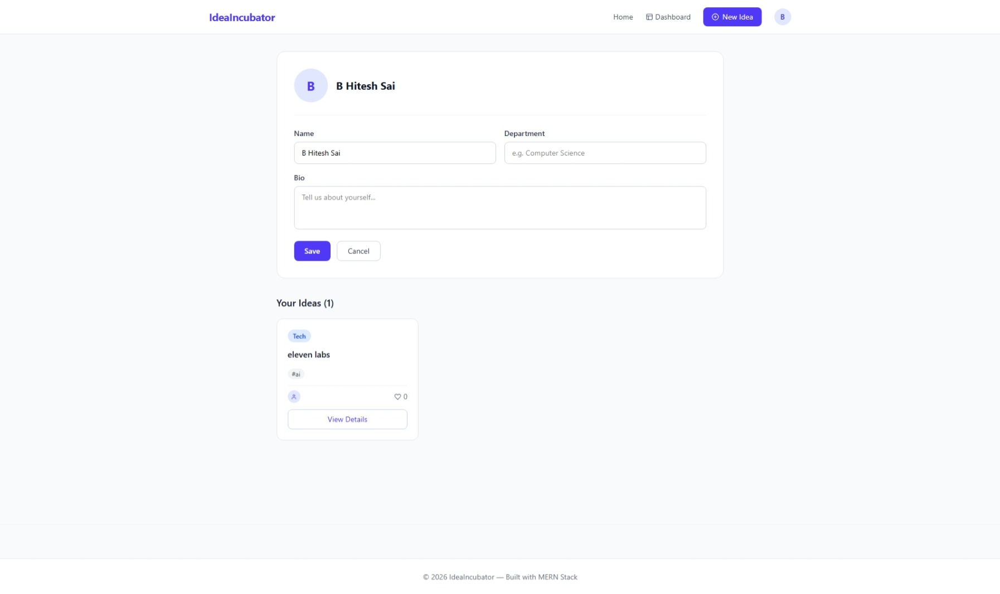 IdeaIncubator
Home
Dashboard
New Idea
B
B
B Hitesh Sai
Name
Department
B Hitesh Sai
e.g. Computer Science
Bio
Tell us about yourself...
Save
Cancel
Your Ideas (1)
Tech
eleven labs
#ai
0
View Details
© 2026 IdeaIncubator — Built with MERN Stack